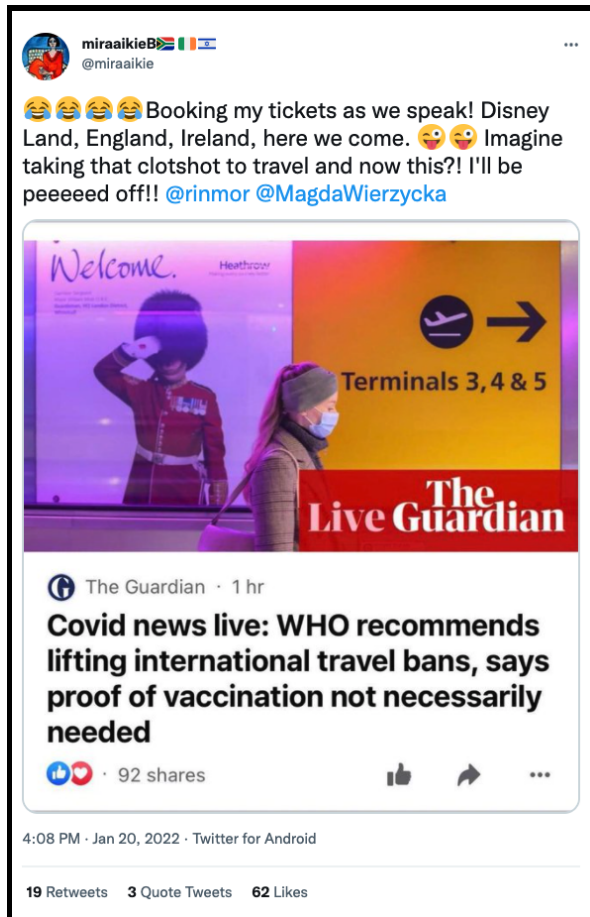 miraaikieB🇿🇦🇮🇪🇮🇱
@miraaikie
😂😂😂😂Booking my tickets as we speak! Disney
Land, England, Ireland, here we come. 😜😜 Imagine
taking that clotshot to travel and now this?! I'll be
peeeeed off!! @rinmor @MagdaWierzycka
Welcome.
Heathrow
Terminals 3,4 & 5
The
Live Guardian
The Guardian · 1 hr
Covid news live: WHO recommends
lifting international travel bans, says
proof of vaccination not necessarily
needed
· 92 shares
4:08 PM · Jan 20, 2022 · Twitter for Android
19 Retweets 3 Quote Tweets 62 Likes